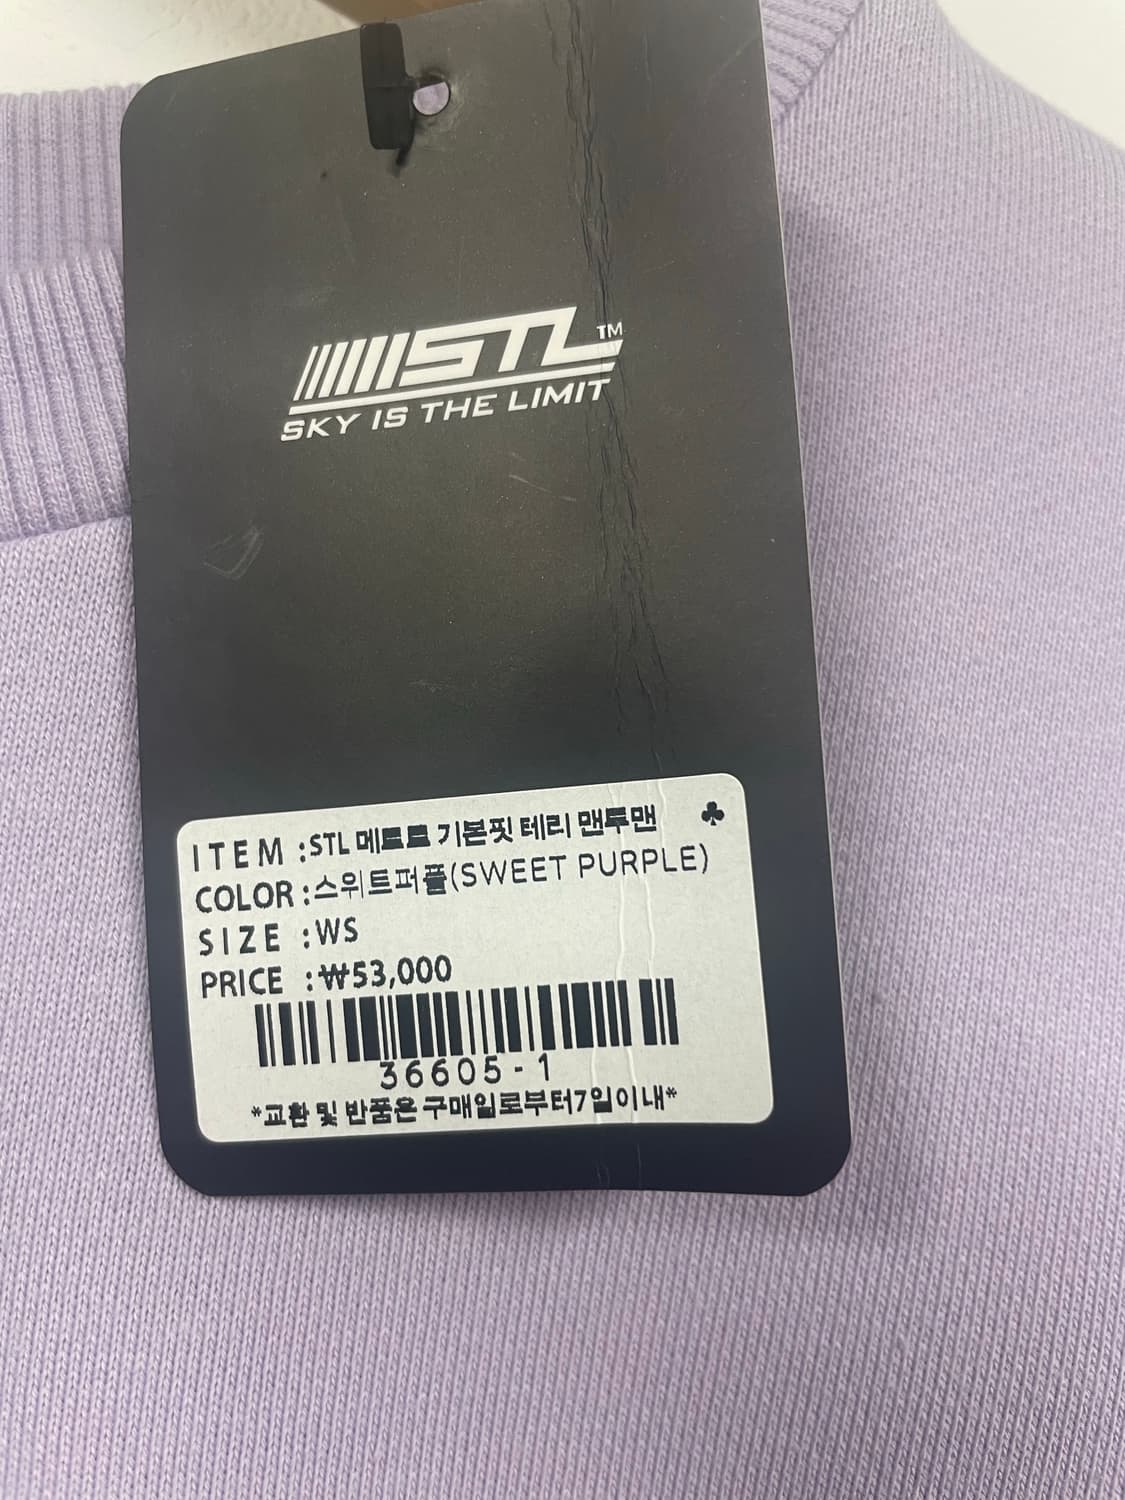 STL™
SKY IS THE LIMIT
ITEM :STL 메트로 기본핏 테리 맨투맨 ♣
COLOR :스위트퍼플(SWEET PURPLE)
SIZE :WS
PRICE :₩53,000
36605-1
*교환 및 반품은 구매일로부터7일이내*